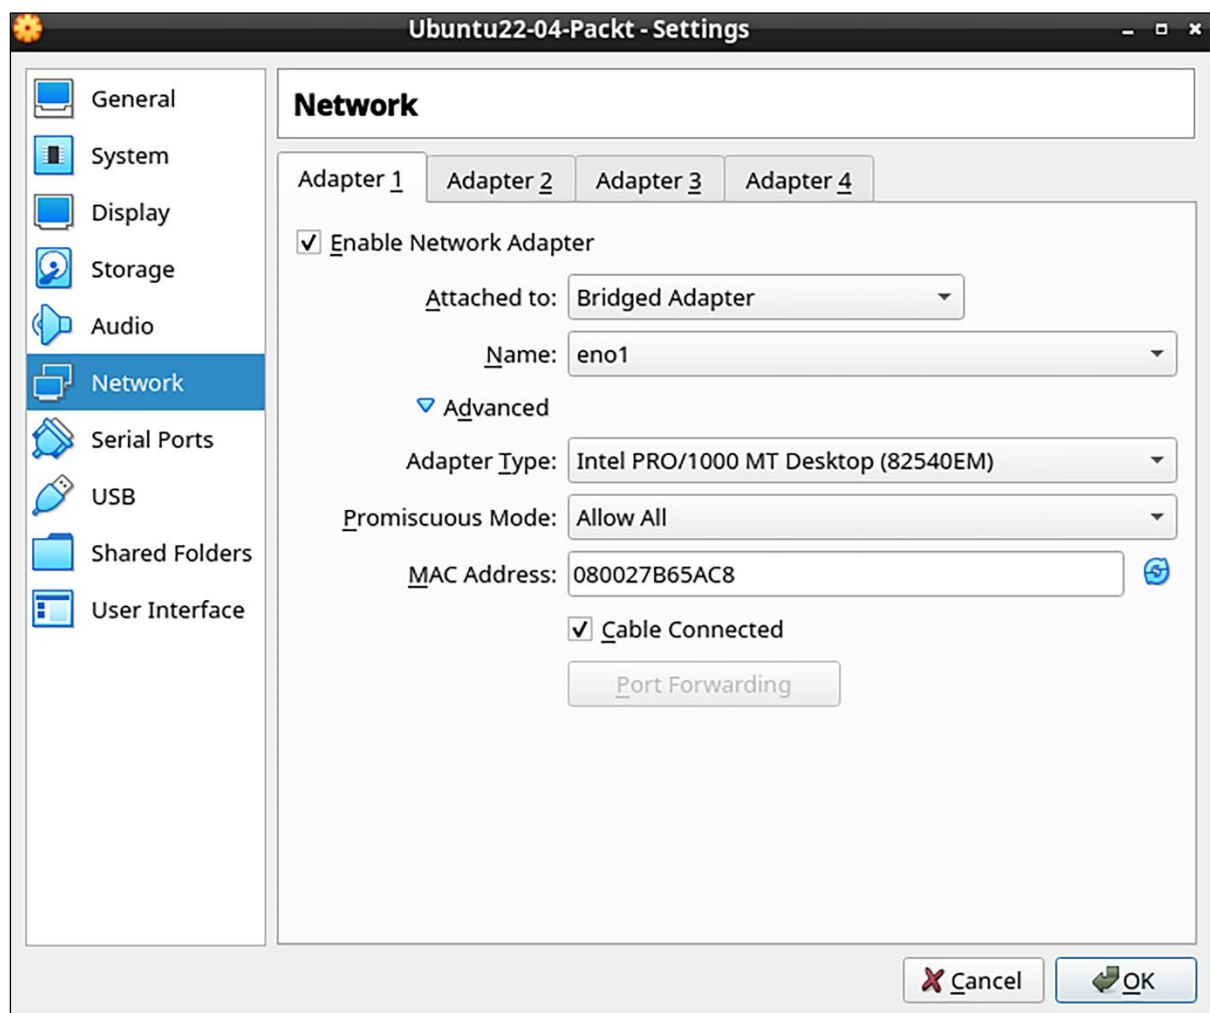 Ubuntu22-04-Packt - Settings
General
System
Display
Storage
Audio
Network
Serial Ports
USB
Shared Folders
User Interface
Network
Adapter 1 Adapter 2 Adapter 3 Adapter 4
Enable Network Adapter
Attached to: Bridged Adapter
Name: eno1
Advanced
Adapter Type: Intel PRO/1000 MT Desktop (82540EM)
Promiscuous Mode: Allow All
MAC Address: 080027B65AC8
Cable Connected
Port Forwarding
Cancel OK